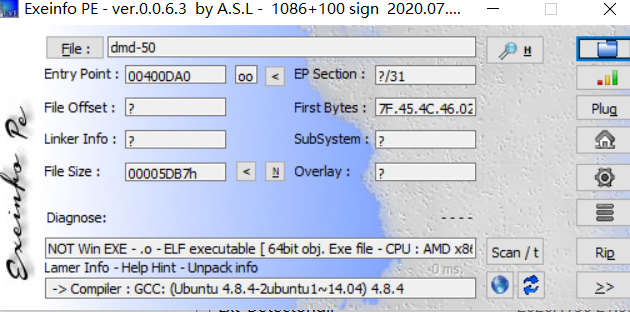 Exeinfo PE - ver.0.0.6.3 by A.S.L - 1086+100 sign 2020.07....
File : dmd-50 H
Entry Point : 00400DA0 oo < EP Section : ?/31
File Offset : ? First Bytes : 7F.45.4C.46.02 Plug
Linker Info : ? SubSystem : ?
File Size : 00005DB7h < N Overlay : ?
Diagnose: ----
NOT Win EXE - .o - ELF executable [ 64bit obj. Exe file - CPU : AMD x86 Scan / t Rip
Lamer Info - Help Hint - Unpack info 0 ms.
-> Compiler : GCC: (Ubuntu 4.8.4-2ubuntu1~14.04) 4.8.4 >>
Exeinfo Pe